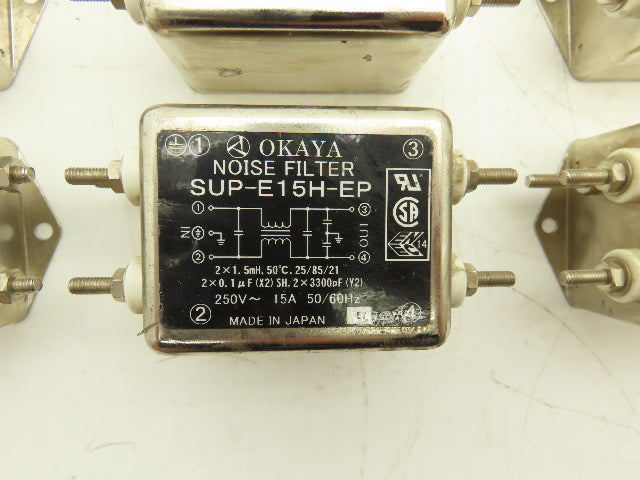 ① OKAYA ③
NOISE FILTER
SUP-E15H-EP
① ③
IN OUT
② ④
14
2×1.5mH, 50°C, 25/85/21
2×0.1μF (X2) SH, 2×3300pF (Y2)
250V~ 15A 50/60Hz
② ④
MADE IN JAPAN